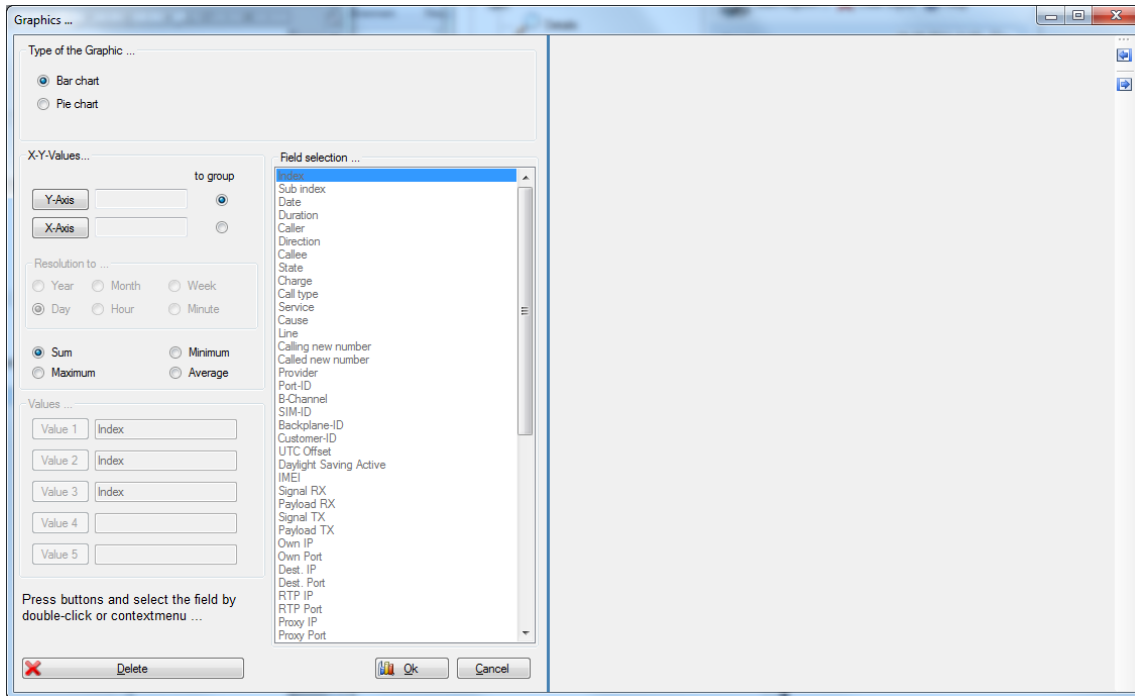 Graphics ...
Type of the Graphic ...
Bar chart
Pie chart
X-Y-Values...
to group
Y-Axis
X-Axis
Resolution to ...
Year Month Week
Day Hour Minute
Sum Minimum
Maximum Average
Values ...
Value 1 Index
Value 2 Index
Value 3 Index
Value 4
Value 5
Press buttons and select the field by
double-click or contextmenu ...
Delete
Field selection ...
Index
Sub index
Date
Duration
Caller
Direction
Callee
State
Charge
Call type
Service
Cause
Line
Calling new number
Called new number
Provider
Port-ID
B-Channel
SIM-ID
Backplane-ID
Customer-ID
UTC Offset
Daylight Saving Active
IMEI
Signal RX
Payload RX
Signal TX
Payload TX
Own IP
Own Port
Dest. IP
Dest. Port
RTP IP
RTP Port
Proxy IP
Proxy Port
Ok Cancel